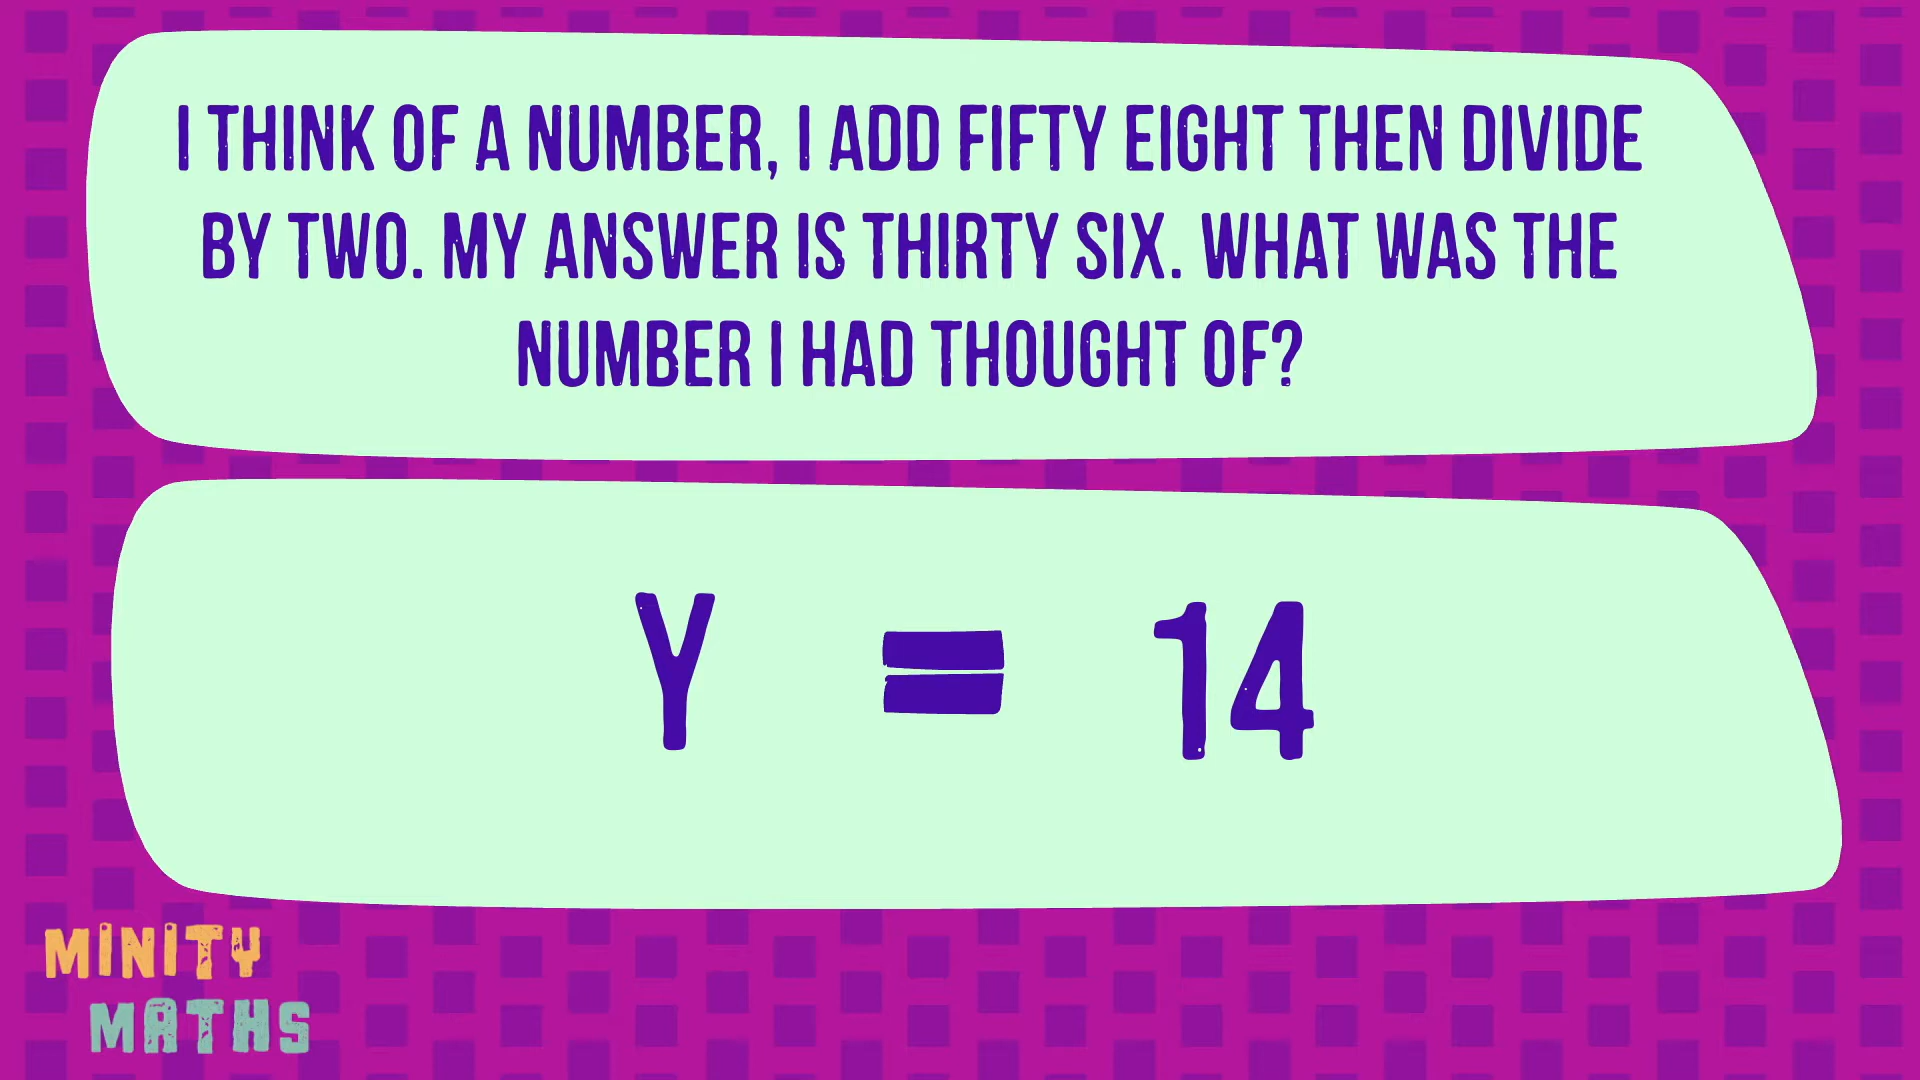 I THINK OF A NUMBER, I ADD FIFTY EIGHT THEN DIVIDE
BY TWO. MY ANSWER IS THIRTY SIX. WHAT WAS THE
NUMBER I HAD THOUGHT OF?
Y = 14
MINITY
MATHS